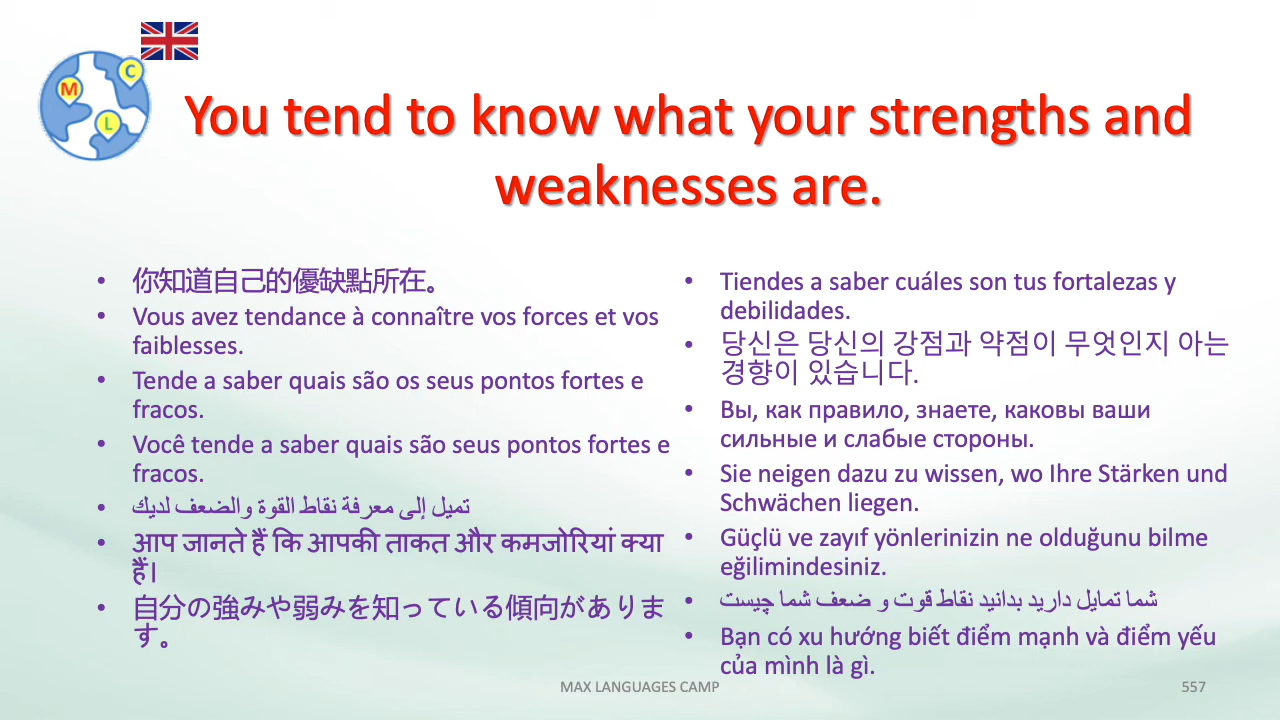 M
C
L
You tend to know what your strengths and
weaknesses are.
• 你知道自己的優缺點所在。
• Vous avez tendance à connaître vos forces et vos
faiblesses.
• Tende a saber quais são os seus pontos fortes e
fracos.
• Você tende a saber quais são seus pontos fortes e
fracos.
• تميل إلى معرفة نقاط القوة والضعف لديك
• आप जानते हैं कि आपकी ताकत और कमजोरियां क्या
हैं।
• 自分の強みや弱みを知っている傾向がありま
す。
• Tiendes a saber cuáles son tus fortalezas y
debilidades.
• 당신은 당신의 강점과 약점이 무엇인지 아는
경향이 있습니다.
• Вы, как правило, знаете, каковы ваши
сильные и слабые стороны.
• Sie neigen dazu zu wissen, wo Ihre Stärken und
Schwächen liegen.
• Güçlü ve zayıf yönlerinizin ne olduğunu bilme
eğilimindesiniz.
• شما تمایل دارید بدانید نقاط قوت و ضعف شما چیست
• Bạn có xu hướng biết điểm mạnh và điểm yếu
của mình là gì.
MAX LANGUAGES CAMP
557